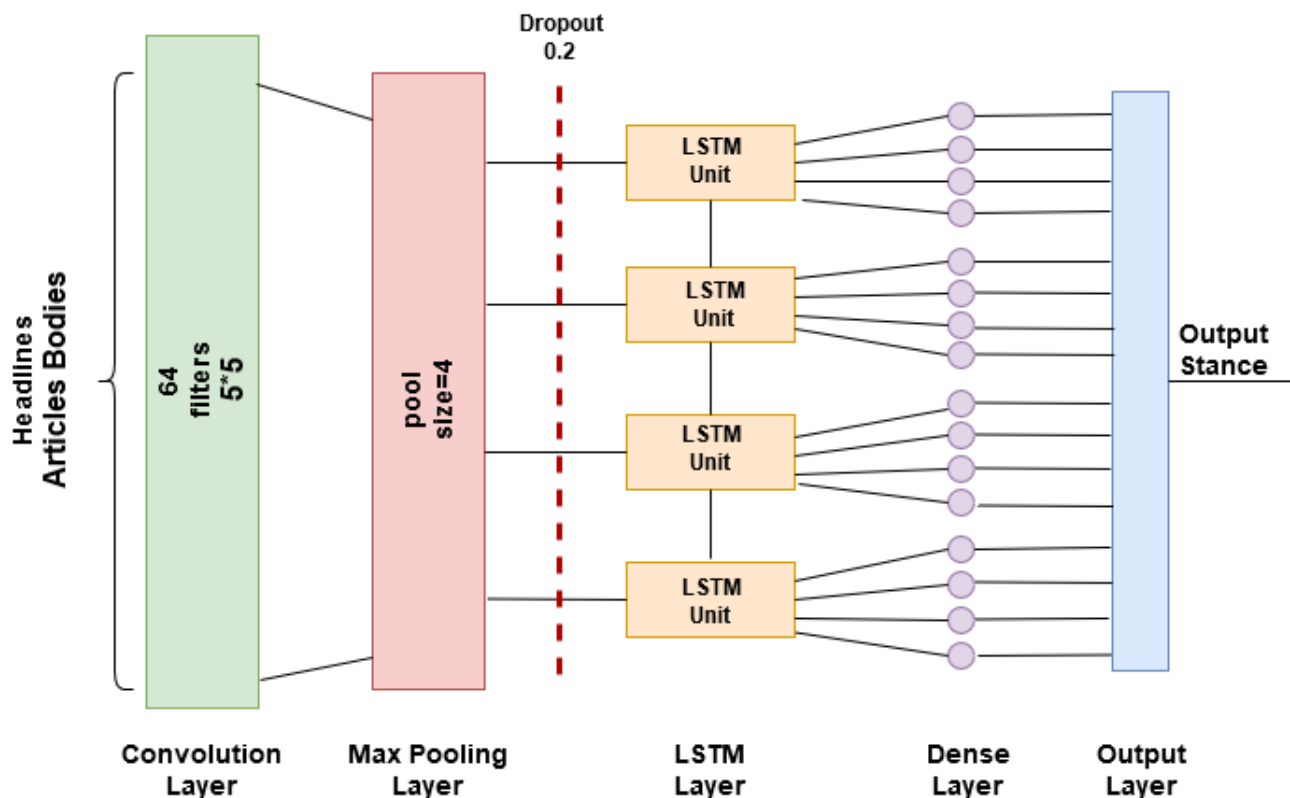 Dropout
0.2
Headlines
Articles Bodies
64
filters
5*5
pool
size=4
LSTM
Unit
LSTM
Unit
LSTM
Unit
LSTM
Unit
Output
Stance
Convolution
Layer
Max Pooling
Layer
LSTM
Layer
Dense
Layer
Output
Layer